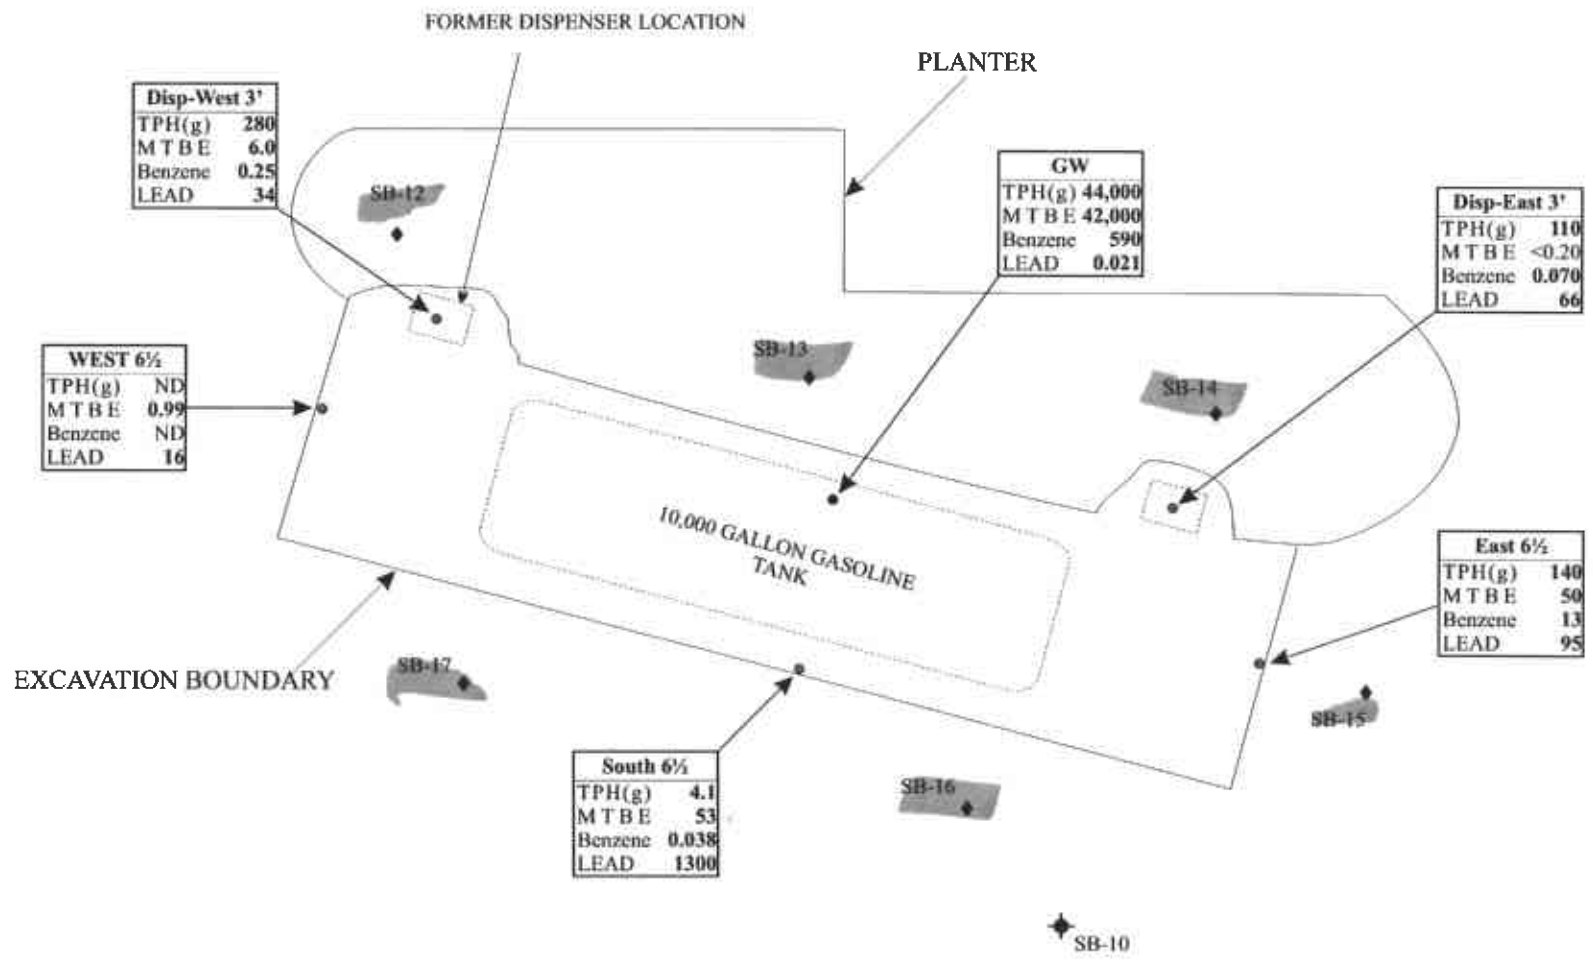 FORMER DISPENSER LOCATION
PLANTER
Disp-West 3'
TPH(g) 280
MTBE 6.0
Benzene 0.25
LEAD 34
SB-12
GW
TPH(g) 44,000
MTBE 42,000
Benzene 590
LEAD 0.021
Disp-East 3'
TPH(g) 110
MTBE <0.20
Benzene 0.070
LEAD 66
WEST 6½
TPH(g) ND
MTBE 0.99
Benzene ND
LEAD 16
SB-13
SB-14
10,000 GALLON GASOLINE
TANK
East 6½
TPH(g) 140
MTBE 50
Benzene 13
LEAD 95
EXCAVATION BOUNDARY
SB-17
SB-15
South 6½
TPH(g) 4.1
MTBE 53
Benzene 0.038
LEAD 1300
SB-16
SB-10